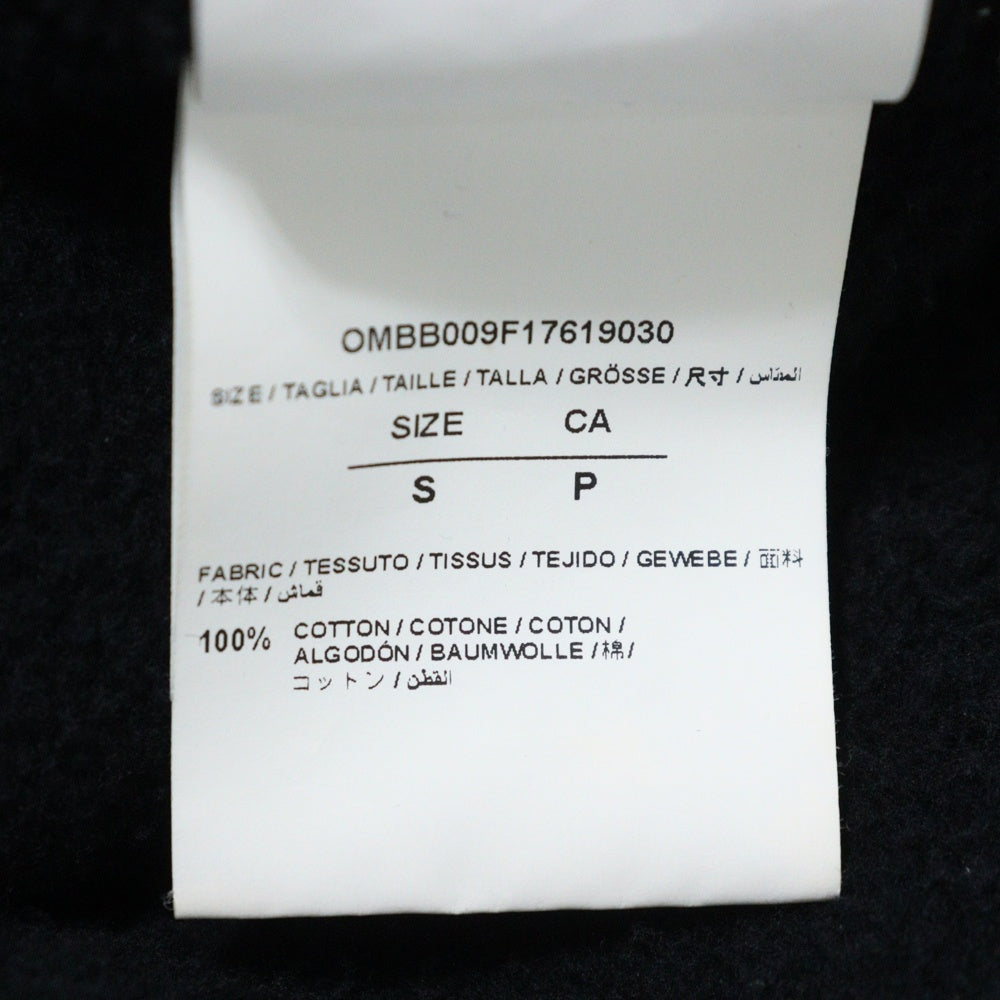 OMBB009F17619030
SIZE / TAGLIA / TAILLE / TALLA / GRÖSSE / 尺寸 / المقاس
SIZE CA
S P
FABRIC / TESSUTO / TISSUS / TEJIDO / GEWEBE / 面料
/ 本体 / قماش
100% COTTON / COTONE / COTON /
ALGODÓN / BAUMWOLLE / 棉 /
コットン / القطن